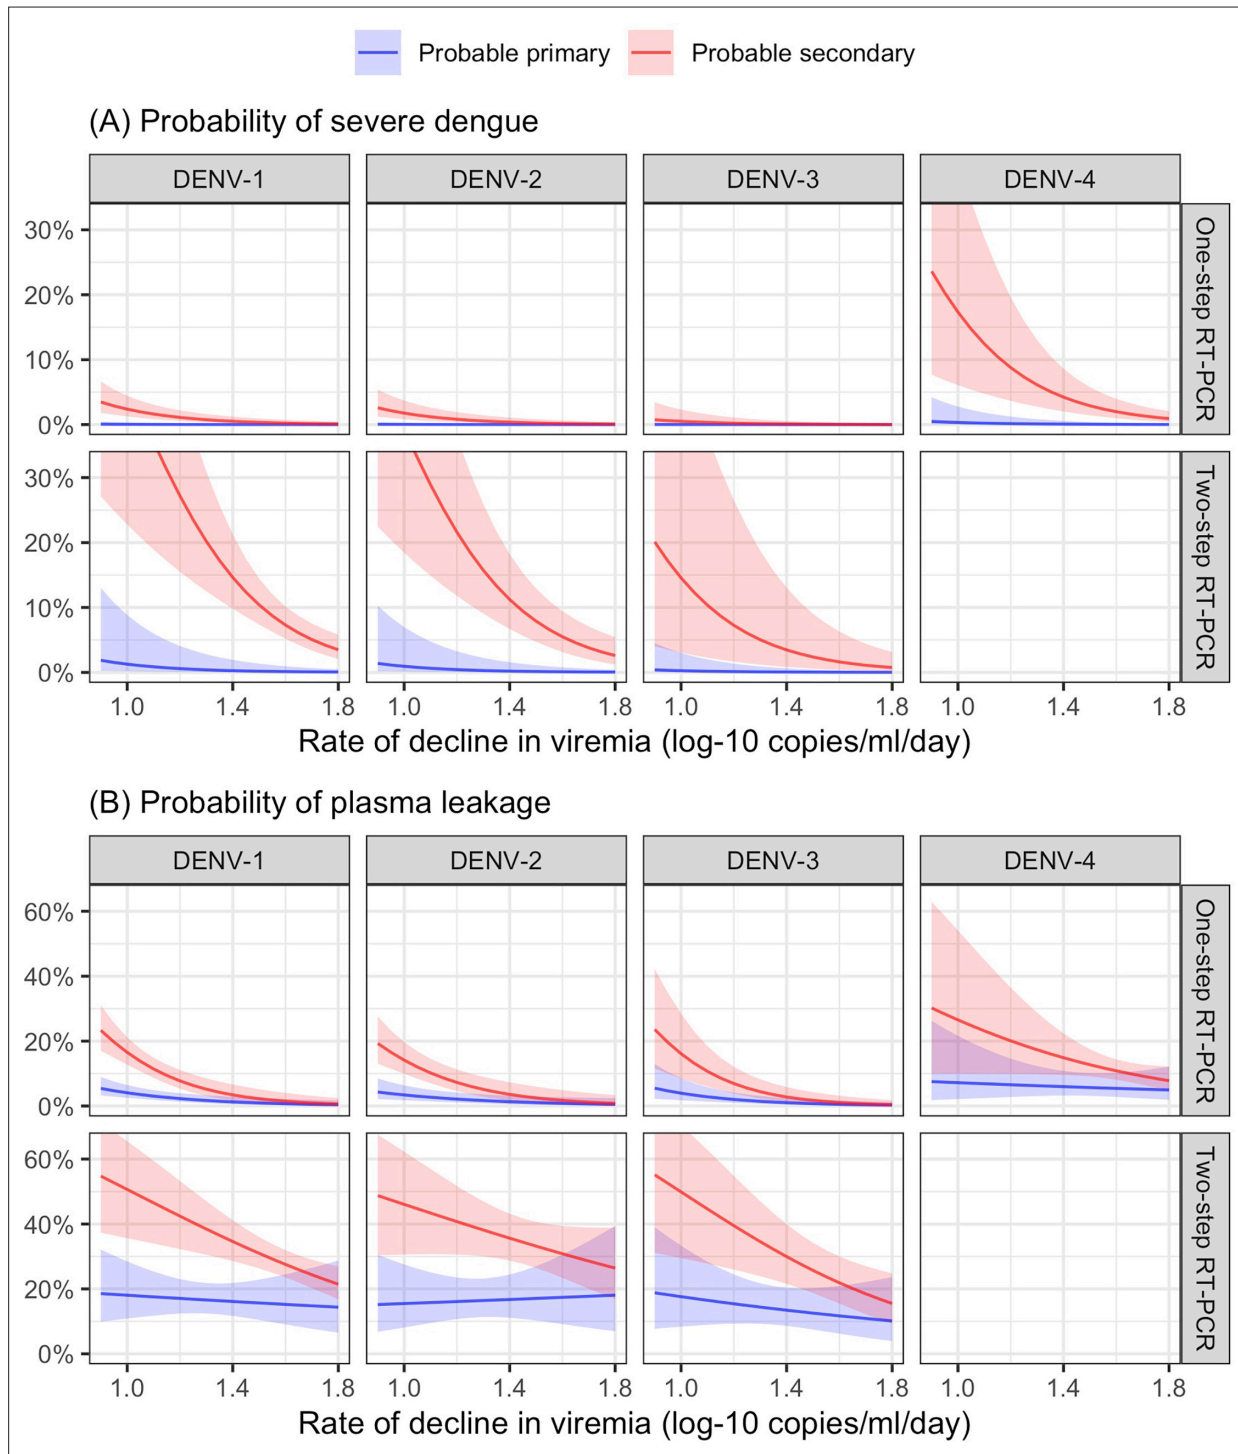 Probable primary Probable secondary
(A) Probability of severe dengue
DENV-1 DENV-2 DENV-3 DENV-4
30%
20%
10%
0%
One-step RT-PCR
30%
20%
10%
0%
Two-step RT-PCR
1.0 1.4 1.8 1.0 1.4 1.8 1.0 1.4 1.8 1.0 1.4 1.8
Rate of decline in viremia (log-10 copies/ml/day)
(B) Probability of plasma leakage
DENV-1 DENV-2 DENV-3 DENV-4
60%
40%
20%
0%
One-step RT-PCR
60%
40%
20%
0%
Two-step RT-PCR
1.0 1.4 1.8 1.0 1.4 1.8 1.0 1.4 1.8 1.0 1.4 1.8
Rate of decline in viremia (log-10 copies/ml/day)